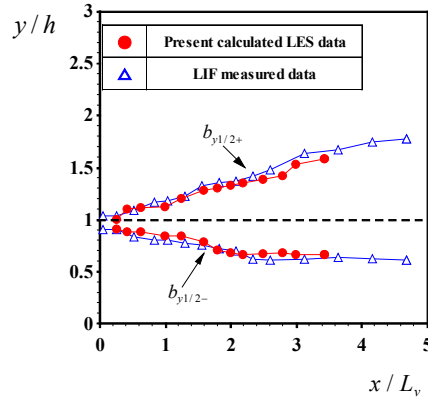 y / h
3
Present calculated LES data
LIF measured data
2.5
2
b_{y1/2+}
1.5
1
0.5
b_{y1/2−}
0
0 1 2 3 4 5
x / L_v